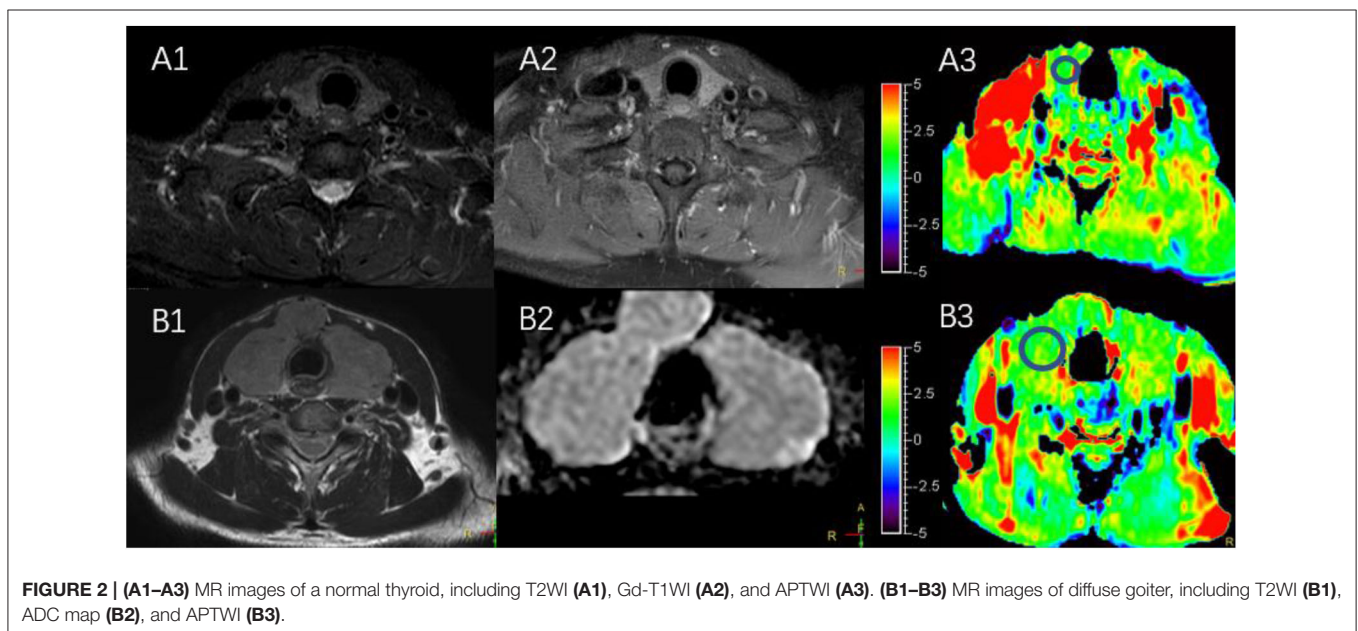 A1
A2
A3
5
2.5
0
-2.5
-5
R
B1
B2
B3
5
2.5
0
-2.5
-5
R
F
R
A
F
R
FIGURE 2 | (A1–A3) MR images of a normal thyroid, including T2WI (A1), Gd-T1WI (A2), and APTWI (A3). (B1–B3) MR images of diffuse goiter, including T2WI (B1),
ADC map (B2), and APTWI (B3).